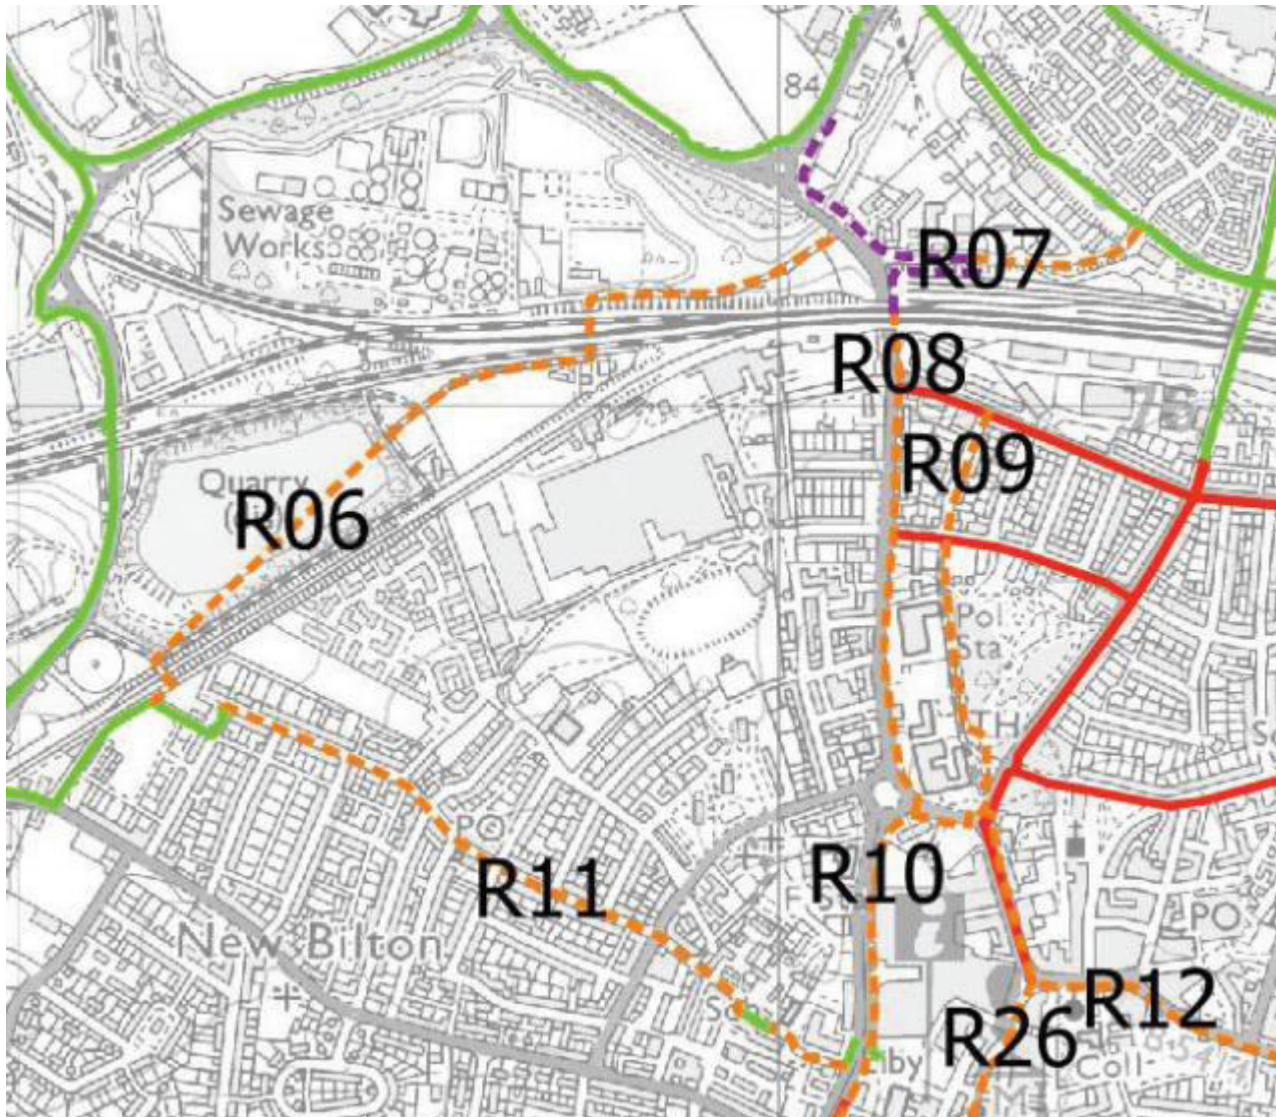 84
Sewage
Works
R07
R08
R09
Quarry
R06
Pol
Sta
TH
PO
R11
R10
New Bilton
i
PO
R12
R26
Coll